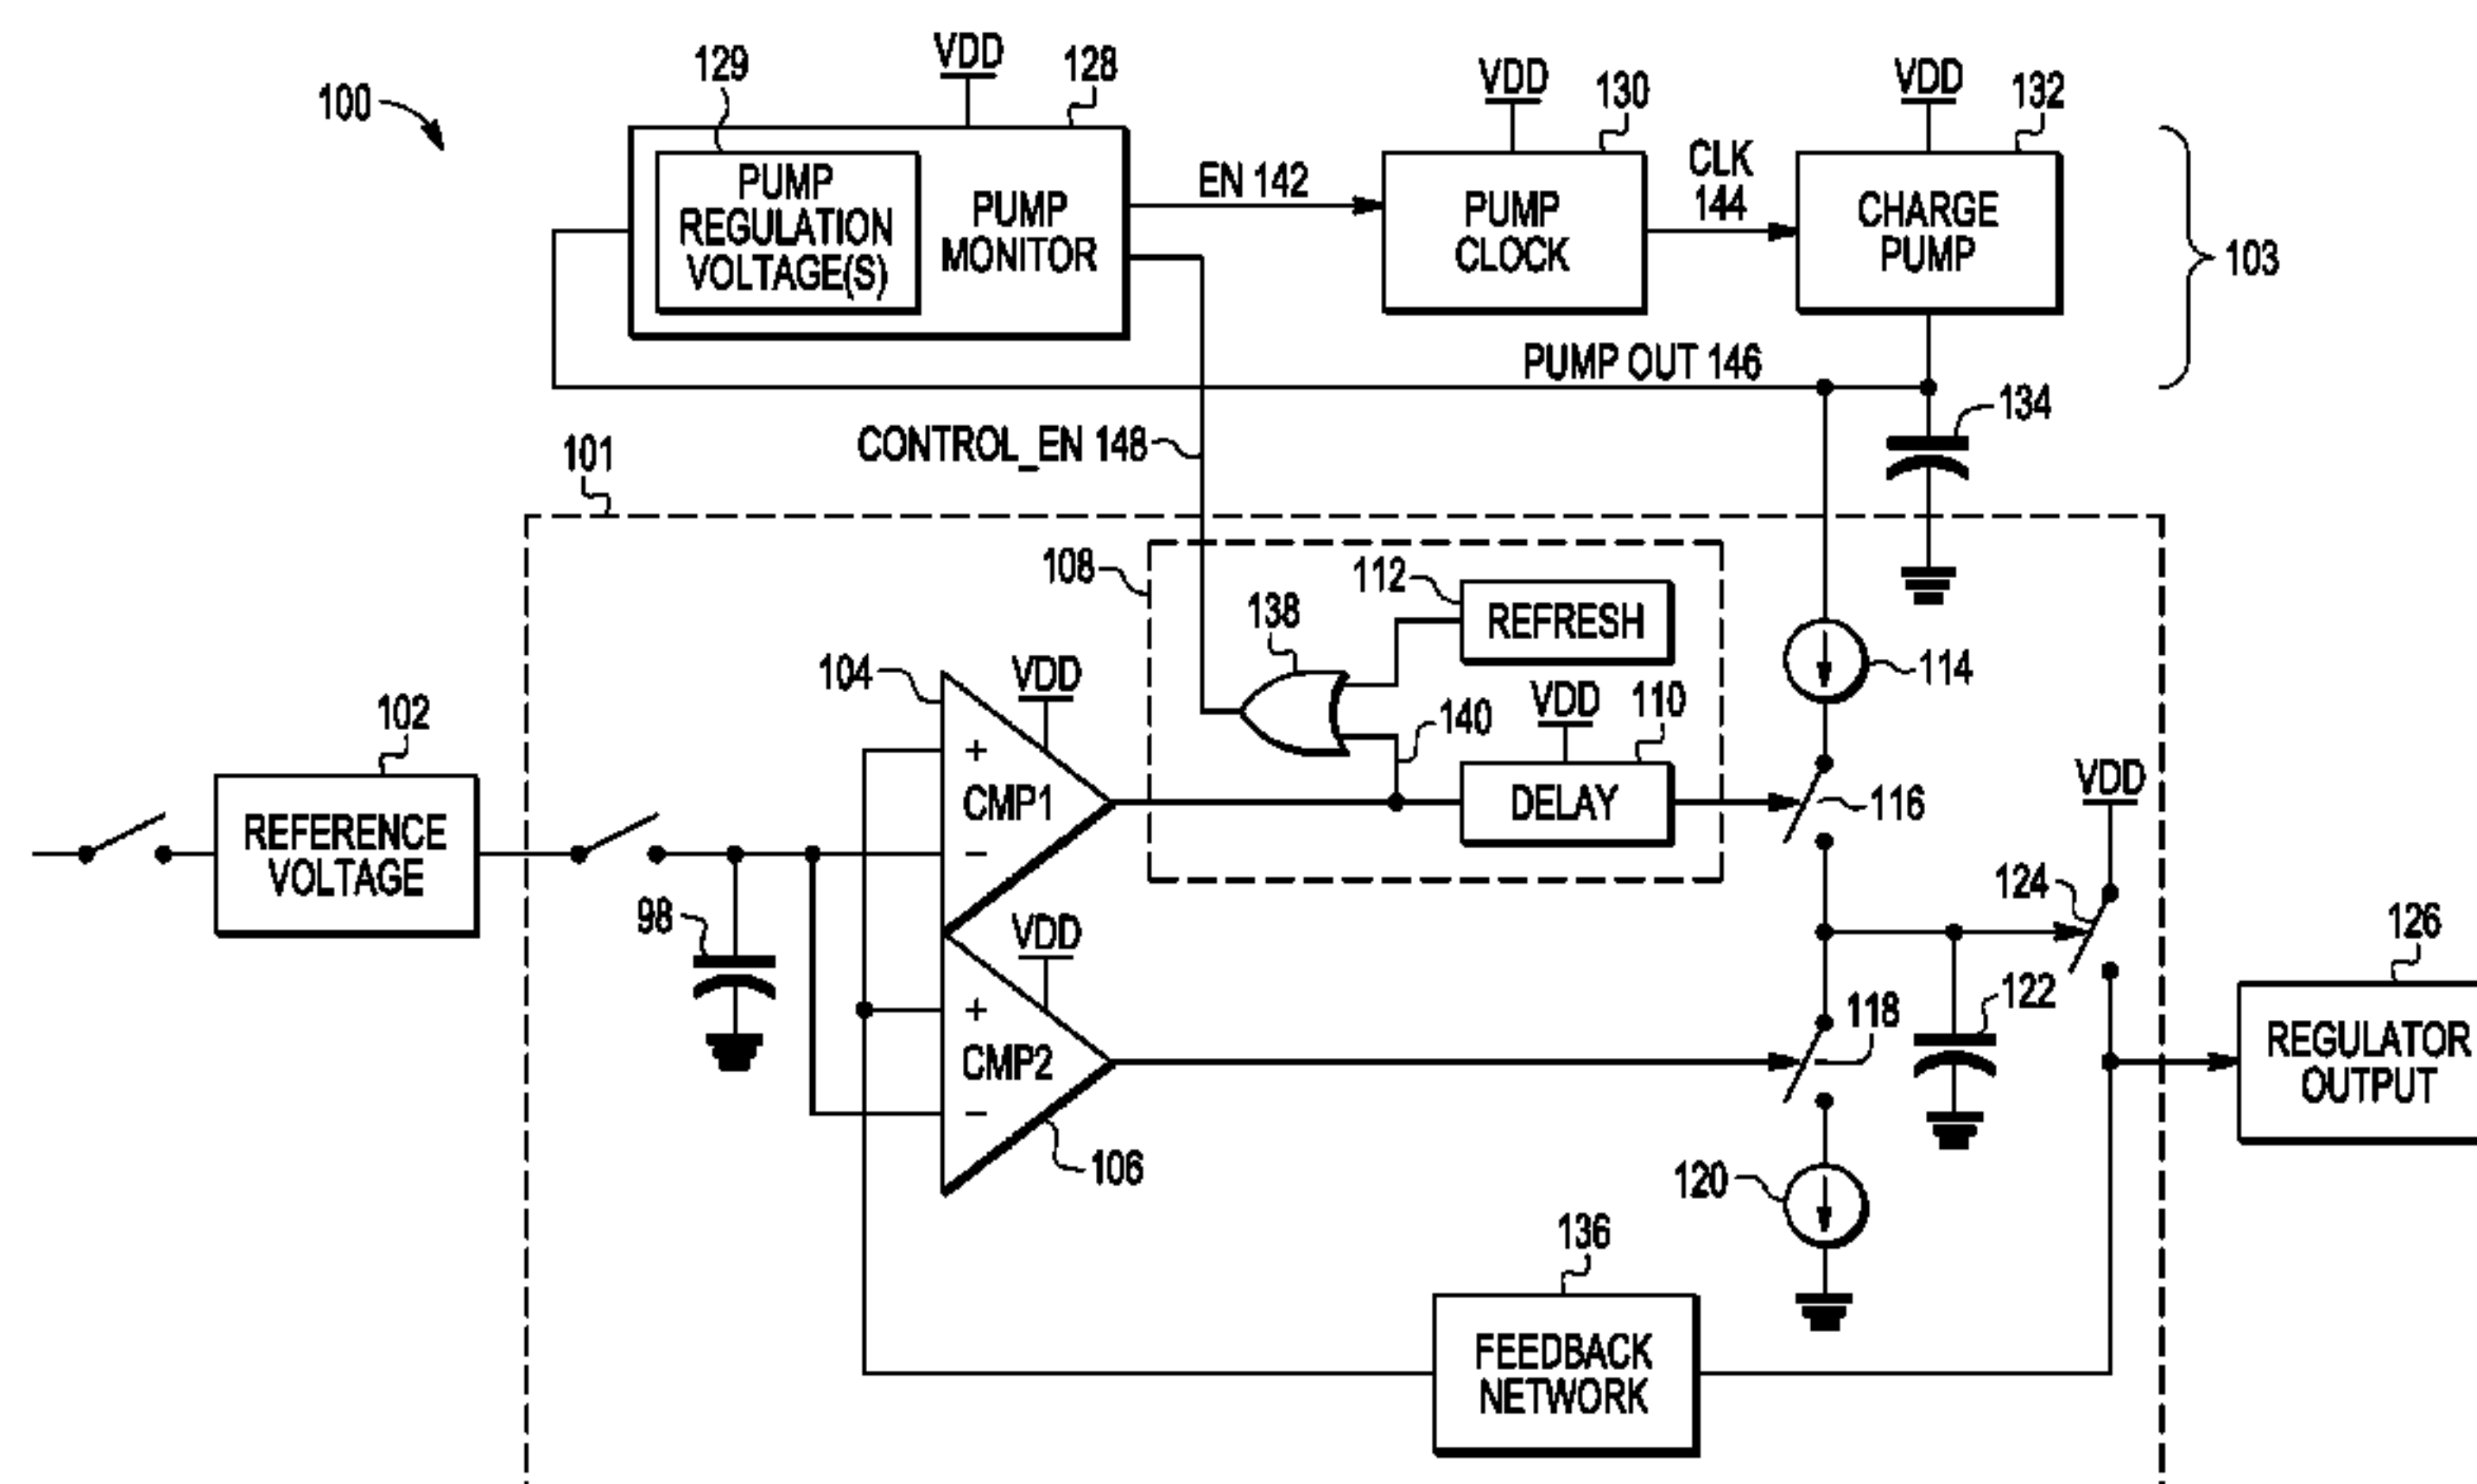 100
129
VDD
128
VDD
130
VDD
132
PUMP
REGULATION
VOLTAGE(S)
PUMP
MONITOR
EN 142
PUMP
CLOCK
CLK
144
CHARGE
PUMP
103
PUMP OUT 146
134
CONTROL_EN 148
101
108
112
REFRESH
138
104
VDD
114
VDD
110
140
102
+
CMP1
−
DELAY
116
VDD
REFERENCE
VOLTAGE
98
VDD
124
126
+
CMP2
−
118
122
REGULATOR
OUTPUT
106
120
136
FEEDBACK
NETWORK